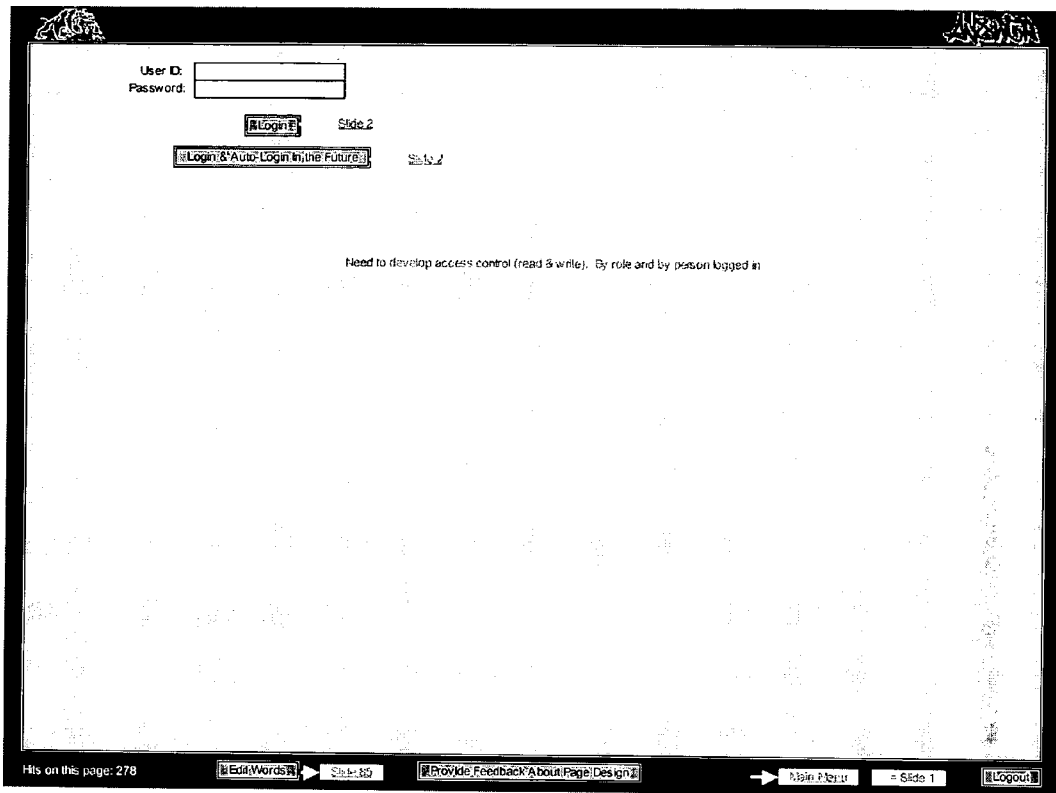 User ID:
Password:
Login Slide 2
Login & Auto-Login in the Future Slide 2
Need to develop access control (read & write). By role and by person logged in
Hits on this page: 278 Edit Words Slide 85 Provide Feedback About Page Design Main Menu = Slide 1 Logout